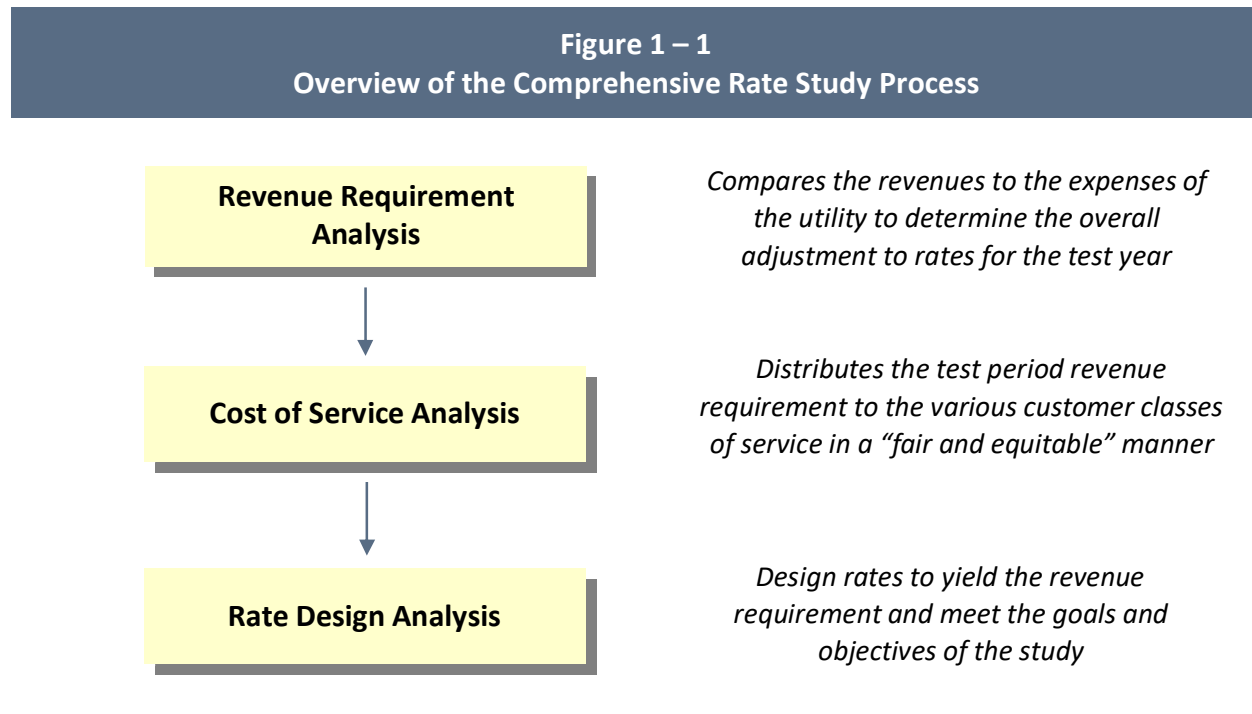 Figure 1 – 1
Overview of the Comprehensive Rate Study Process
Revenue Requirement
Analysis
Compares the revenues to the expenses of
the utility to determine the overall
adjustment to rates for the test year
Cost of Service Analysis
Distributes the test period revenue
requirement to the various customer classes
of service in a “fair and equitable” manner
Rate Design Analysis
Design rates to yield the revenue
requirement and meet the goals and
objectives of the study